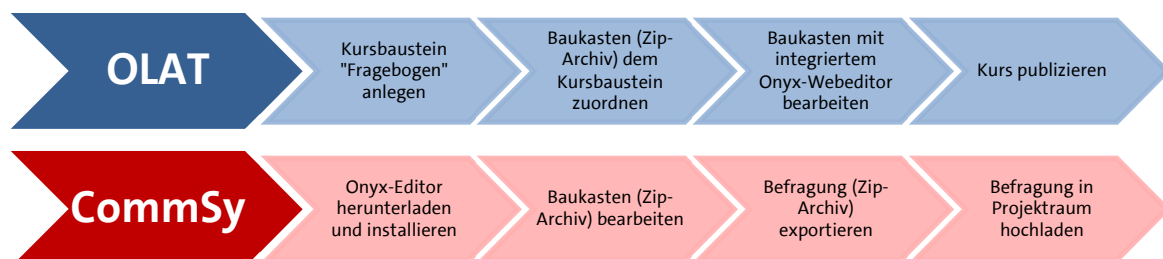 OLAT
Kursbaustein
"Fragebogen"
anlegen
Baukasten (Zip-
Archiv) dem
Kursbaustein
zuordnen
Baukasten mit
integriertem
Onyx-Webeditor
bearbeiten
Kurs publizieren
CommSy
Onyx-Editor
herunterladen
und installieren
Baukasten (Zip-
Archiv) bearbeiten
Befragung (Zip-
Archiv)
exportieren
Befragung in
Projektraum
hochladen